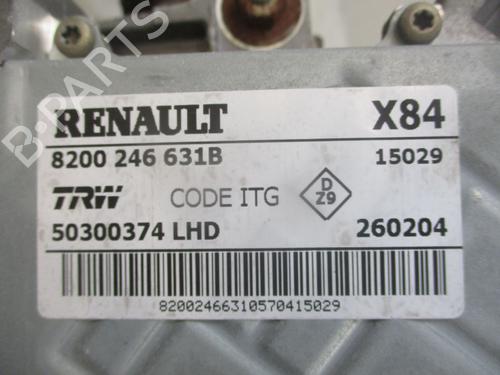 RENAULT X84
8200 246 631B 15029
TRW CODE ITG D Z9
50300374 LHD 260204
82002466310570415029
B-PARTS